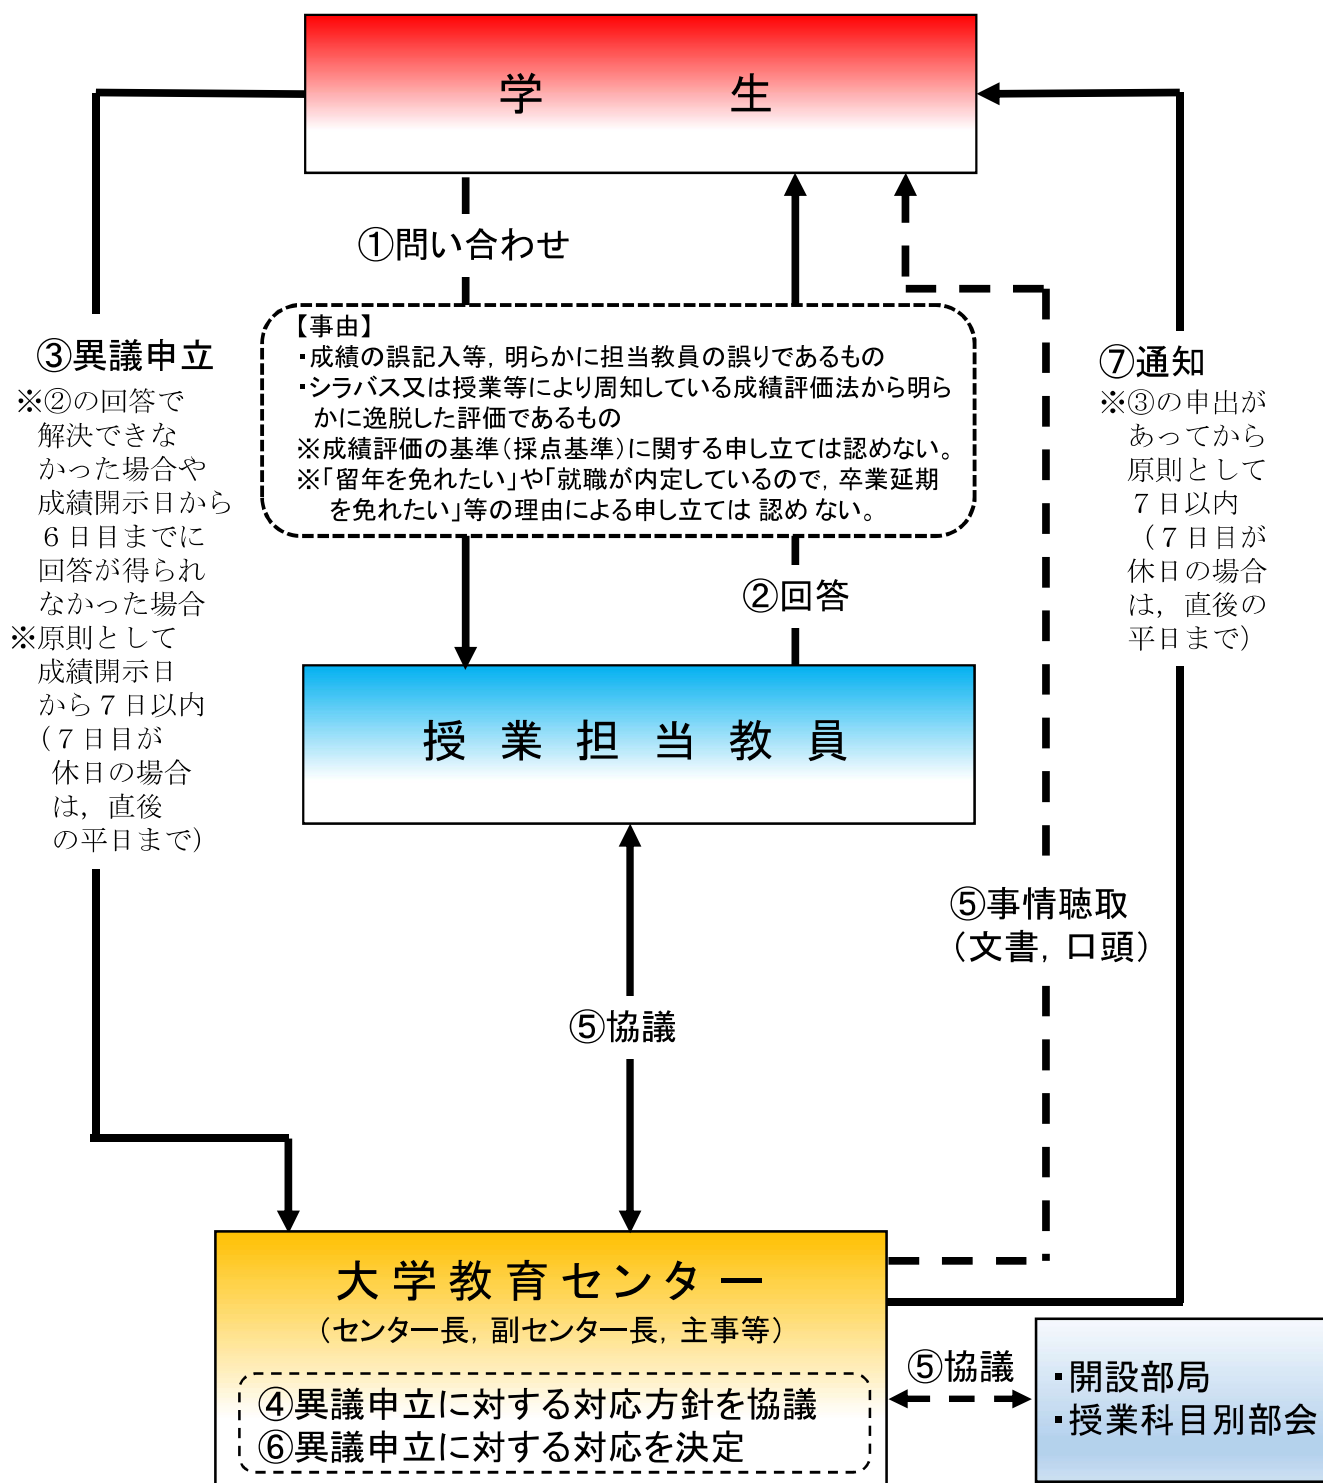 学 生
①問い合わせ
【事由】
・成績の誤記入等，明らかに担当教員の誤りであるもの
・シラバス又は授業等により周知している成績評価法から明ら
かに逸脱した評価であるもの
※成績評価の基準（採点基準）に関する申し立ては認めない。
※「留年を免れたい」や「就職が内定しているので，卒業延期
を免れたい」等の理由による申し立ては 認め ない。
③異議申立
※②の回答で
解決できな
かった場合や
成績開示日から
６日目までに
回答が得られ
なかった場合
※原則として
成績開示日
から７日以内
（７日目が
休日の場合
は，直後
の平日まで）
⑦通知
※③の申出が
あってから
原則として
７日以内
（７日目が
休日の場合
は，直後の
平日まで）
②回答
授 業 担 当 教 員
⑤事情聴取
（文書，口頭）
⑤協議
大学教育センター
（センター長，副センター長，主事等）
④異議申立に対する対応方針を協議
⑥異議申立に対する対応を決定
⑤協議
・開設部局
・授業科目別部会